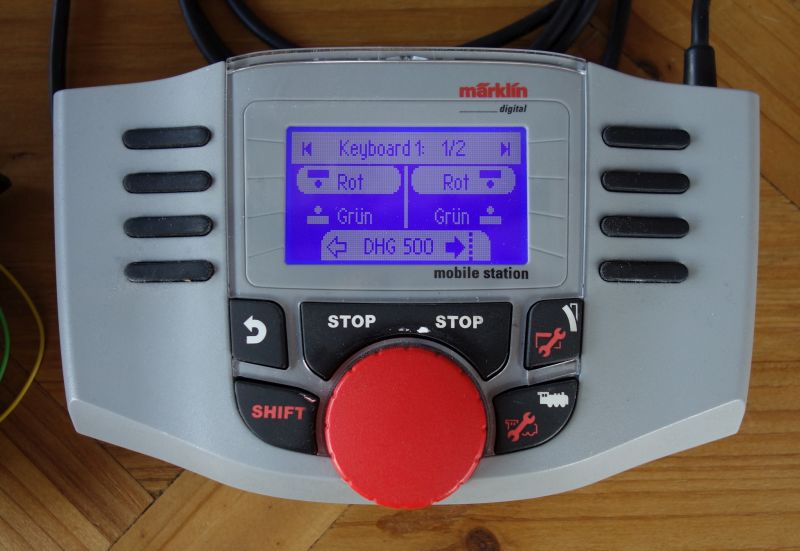 märklin
digital
Keyboard 1: 1/2
Rot Rot
Grün Grün
DHG 500
mobile station
STOP STOP
SHIFT